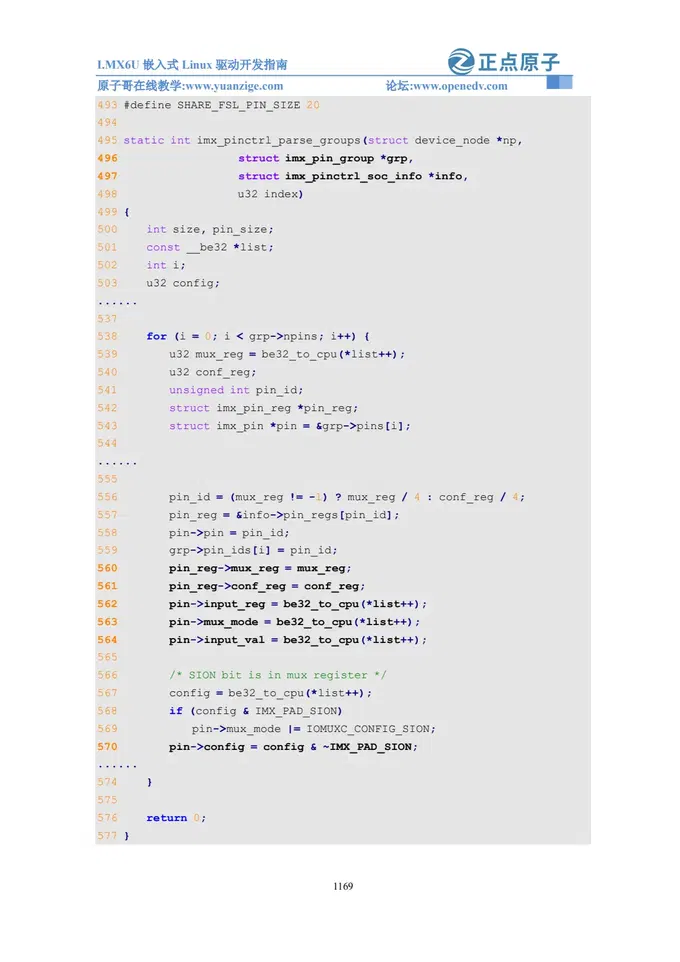 I.MX6U 嵌入式 Linux 驱动开发指南
正点原子
原子哥在线教学:www.yuanzige.com 论坛:www.openedv.com
493 #define SHARE_FSL_PIN_SIZE 20
494
495 static int imx_pinctrl_parse_groups(struct device_node *np,
496 struct imx_pin_group *grp,
497 struct imx_pinctrl_soc_info *info,
498 u32 index)
499 {
500 int size, pin_size;
501 const __be32 *list;
502 int i;
503 u32 config;
......
537
538 for (i = 0; i < grp->npins; i++) {
539 u32 mux_reg = be32_to_cpu(*list++);
540 u32 conf_reg;
541 unsigned int pin_id;
542 struct imx_pin_reg *pin_reg;
543 struct imx_pin *pin = &grp->pins[i];
544
......
555
556 pin_id = (mux_reg != -1) ? mux_reg / 4 : conf_reg / 4;
557 pin_reg = &info->pin_regs[pin_id];
558 pin->pin = pin_id;
559 grp->pin_ids[i] = pin_id;
560 pin_reg->mux_reg = mux_reg;
561 pin_reg->conf_reg = conf_reg;
562 pin->input_reg = be32_to_cpu(*list++);
563 pin->mux_mode = be32_to_cpu(*list++);
564 pin->input_val = be32_to_cpu(*list++);
565
566 /* SION bit is in mux register */
567 config = be32_to_cpu(*list++);
568 if (config & IMX_PAD_SION)
569 pin->mux_mode |= IOMUXC_CONFIG_SION;
570 pin->config = config & ~IMX_PAD_SION;
......
574 }
575
576 return 0;
577 }
1169